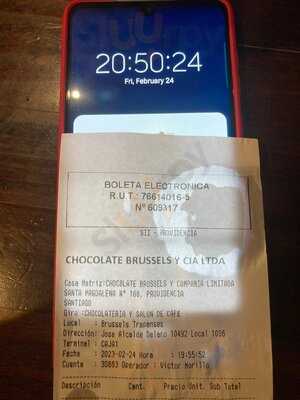 20:50:24
Fri, February 24
BOLETA ELECTRONICA
R.U.T.: 76614016-5
Nº 609317
SII - PROVIDENCIA
CHOCOLATE BRUSSELS Y CIA LTDA
Casa Matriz:CHOCOLATE BRUSSELS Y COMPAÑIA LIMITADA
SANTA MAGDALENA N° 160, PROVIDENCIA
SANTIAGO
Giro :CHOCOLATERIA Y SALON DE CAFE
Local : Brussels Trapenses
Dirección: Jose Alcalde Delano 10492 Local 1036
Terminal : CAJA1
Fecha : 2023-02-24 Hora : 19:55:52
Cuenta : 30893 Operador : Victor Morillo
Descripción Cant. Precio Unit. Sub Total